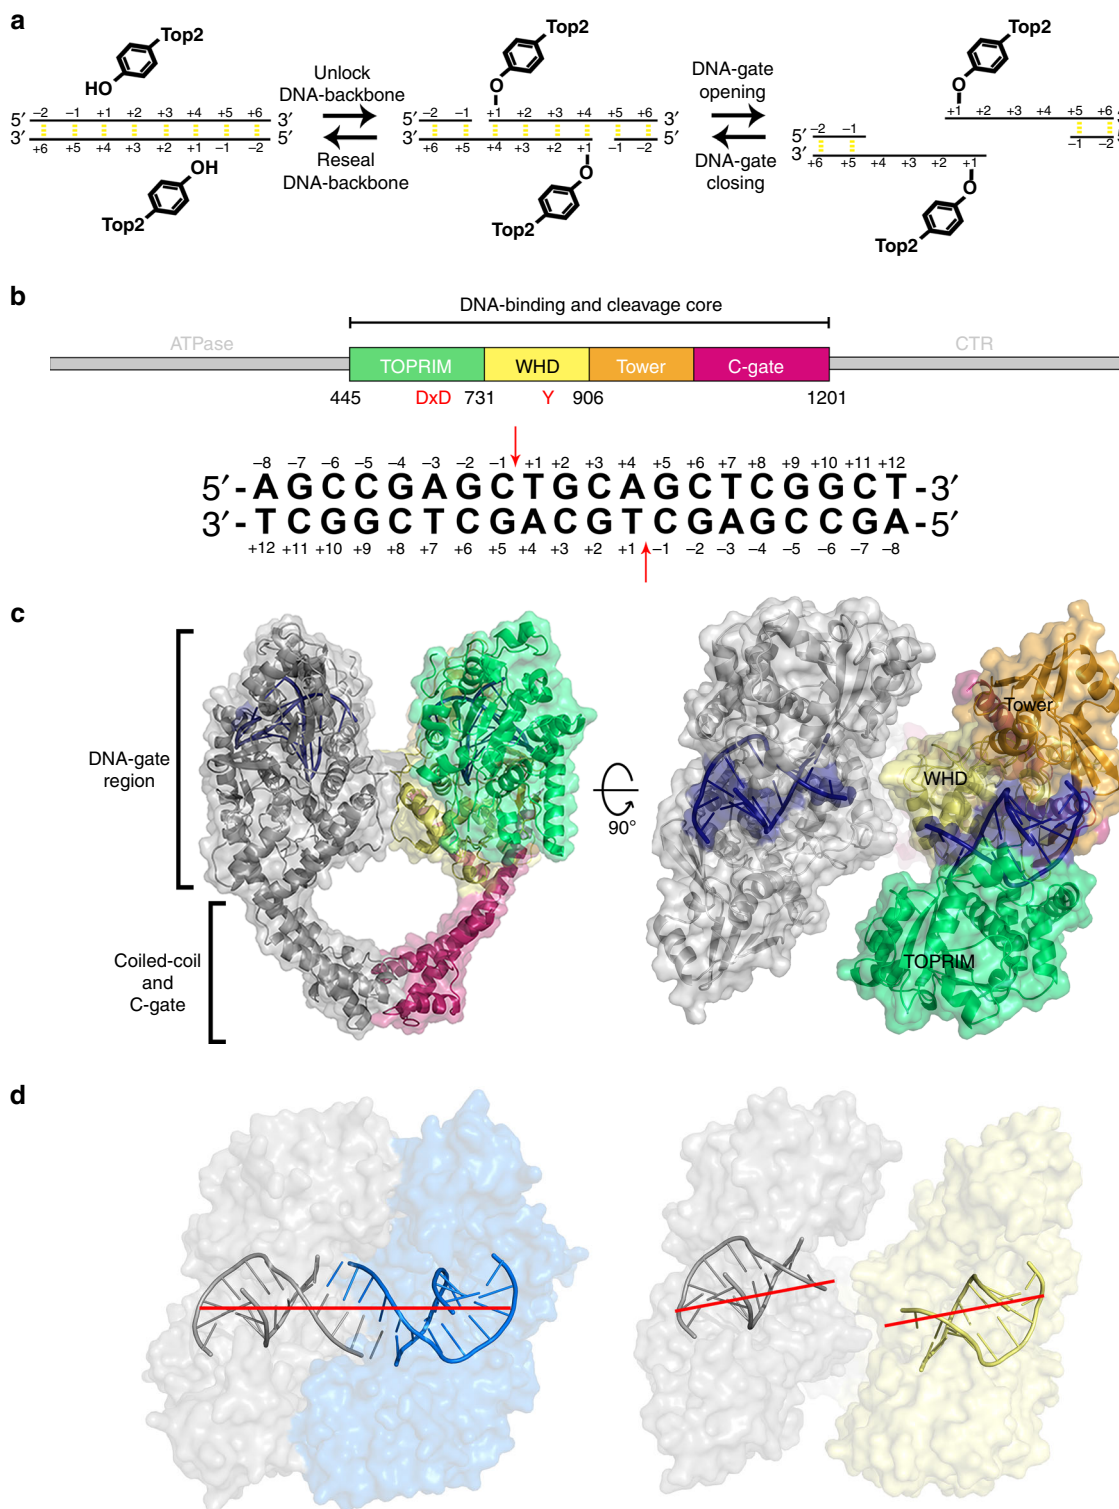 a
Top2
HO
Unlock
DNA-backbone
Reseal
DNA-backbone
5′ −2 −1 +1 +2 +3 +4 +5 +6 3′
3′ +6 +5 +4 +3 +2 +1 −1 −2 5′
OH
Top2
Top2
O
5′ −2 −1 +1 +2 +3 +4 +5 +6 3′
3′ +6 +5 +4 +3 +2 +1 −1 −2 5′
O
Top2
DNA-gate
opening
DNA-gate
closing
Top2
O
+1 +2 +3 +4 +5 +6 3′
5′ −2 −1
3′ +6 +5 +4 +3 +2 +1
−1 −2
O
Top2
b
DNA-binding and cleavage core
ATPase
CTR
TOPRIM WHD Tower C-gate
445 DxD 731 Y 906 1201
−8 −7 −6 −5 −4 −3 −2 −1 +1 +2 +3 +4 +5 +6 +7 +8 +9 +10 +11 +12
5′-AGCCGAGCTGCAGCTCGGCT-3′
3′-TCGGCTCGACGTCGAGCCGA-5′
+12 +11 +10 +9 +8 +7 +6 +5 +4 +3 +2 +1 −1 −2 −3 −4 −5 −6 −7 −8
c
DNA-gate
region
Coiled-coil
and
C-gate
90°
Tower
WHD
TOPRIM
d